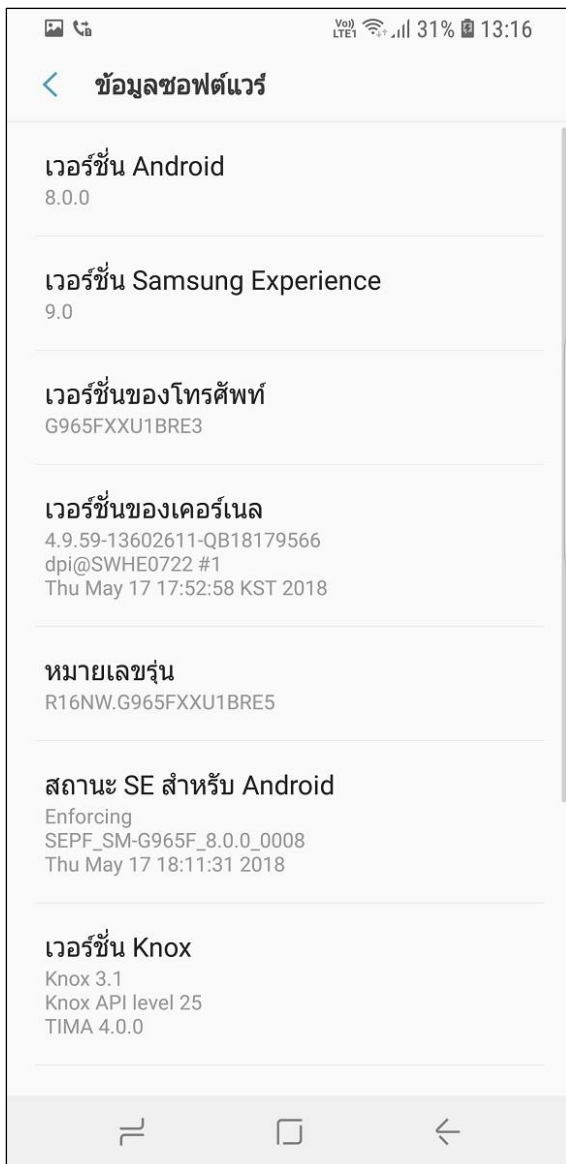 VoLTE1 31% 13:16
ข้อมูลซอฟต์แวร์
เวอร์ชั่น Android
8.0.0
เวอร์ชั่น Samsung Experience
9.0
เวอร์ชั่นของโทรศัพท์
G965FXXU1BRE3
เวอร์ชั่นของเคอร์เนล
4.9.59-13602611-QB18179566
dpi@SWHE0722 #1
Thu May 17 17:52:58 KST 2018
หมายเลขรุ่น
R16NW.G965FXXU1BRE5
สถานะ SE สำหรับ Android
Enforcing
SEPF_SM-G965F_8.0.0_0008
Thu May 17 18:11:31 2018
เวอร์ชั่น Knox
Knox 3.1
Knox API level 25
TIMA 4.0.0